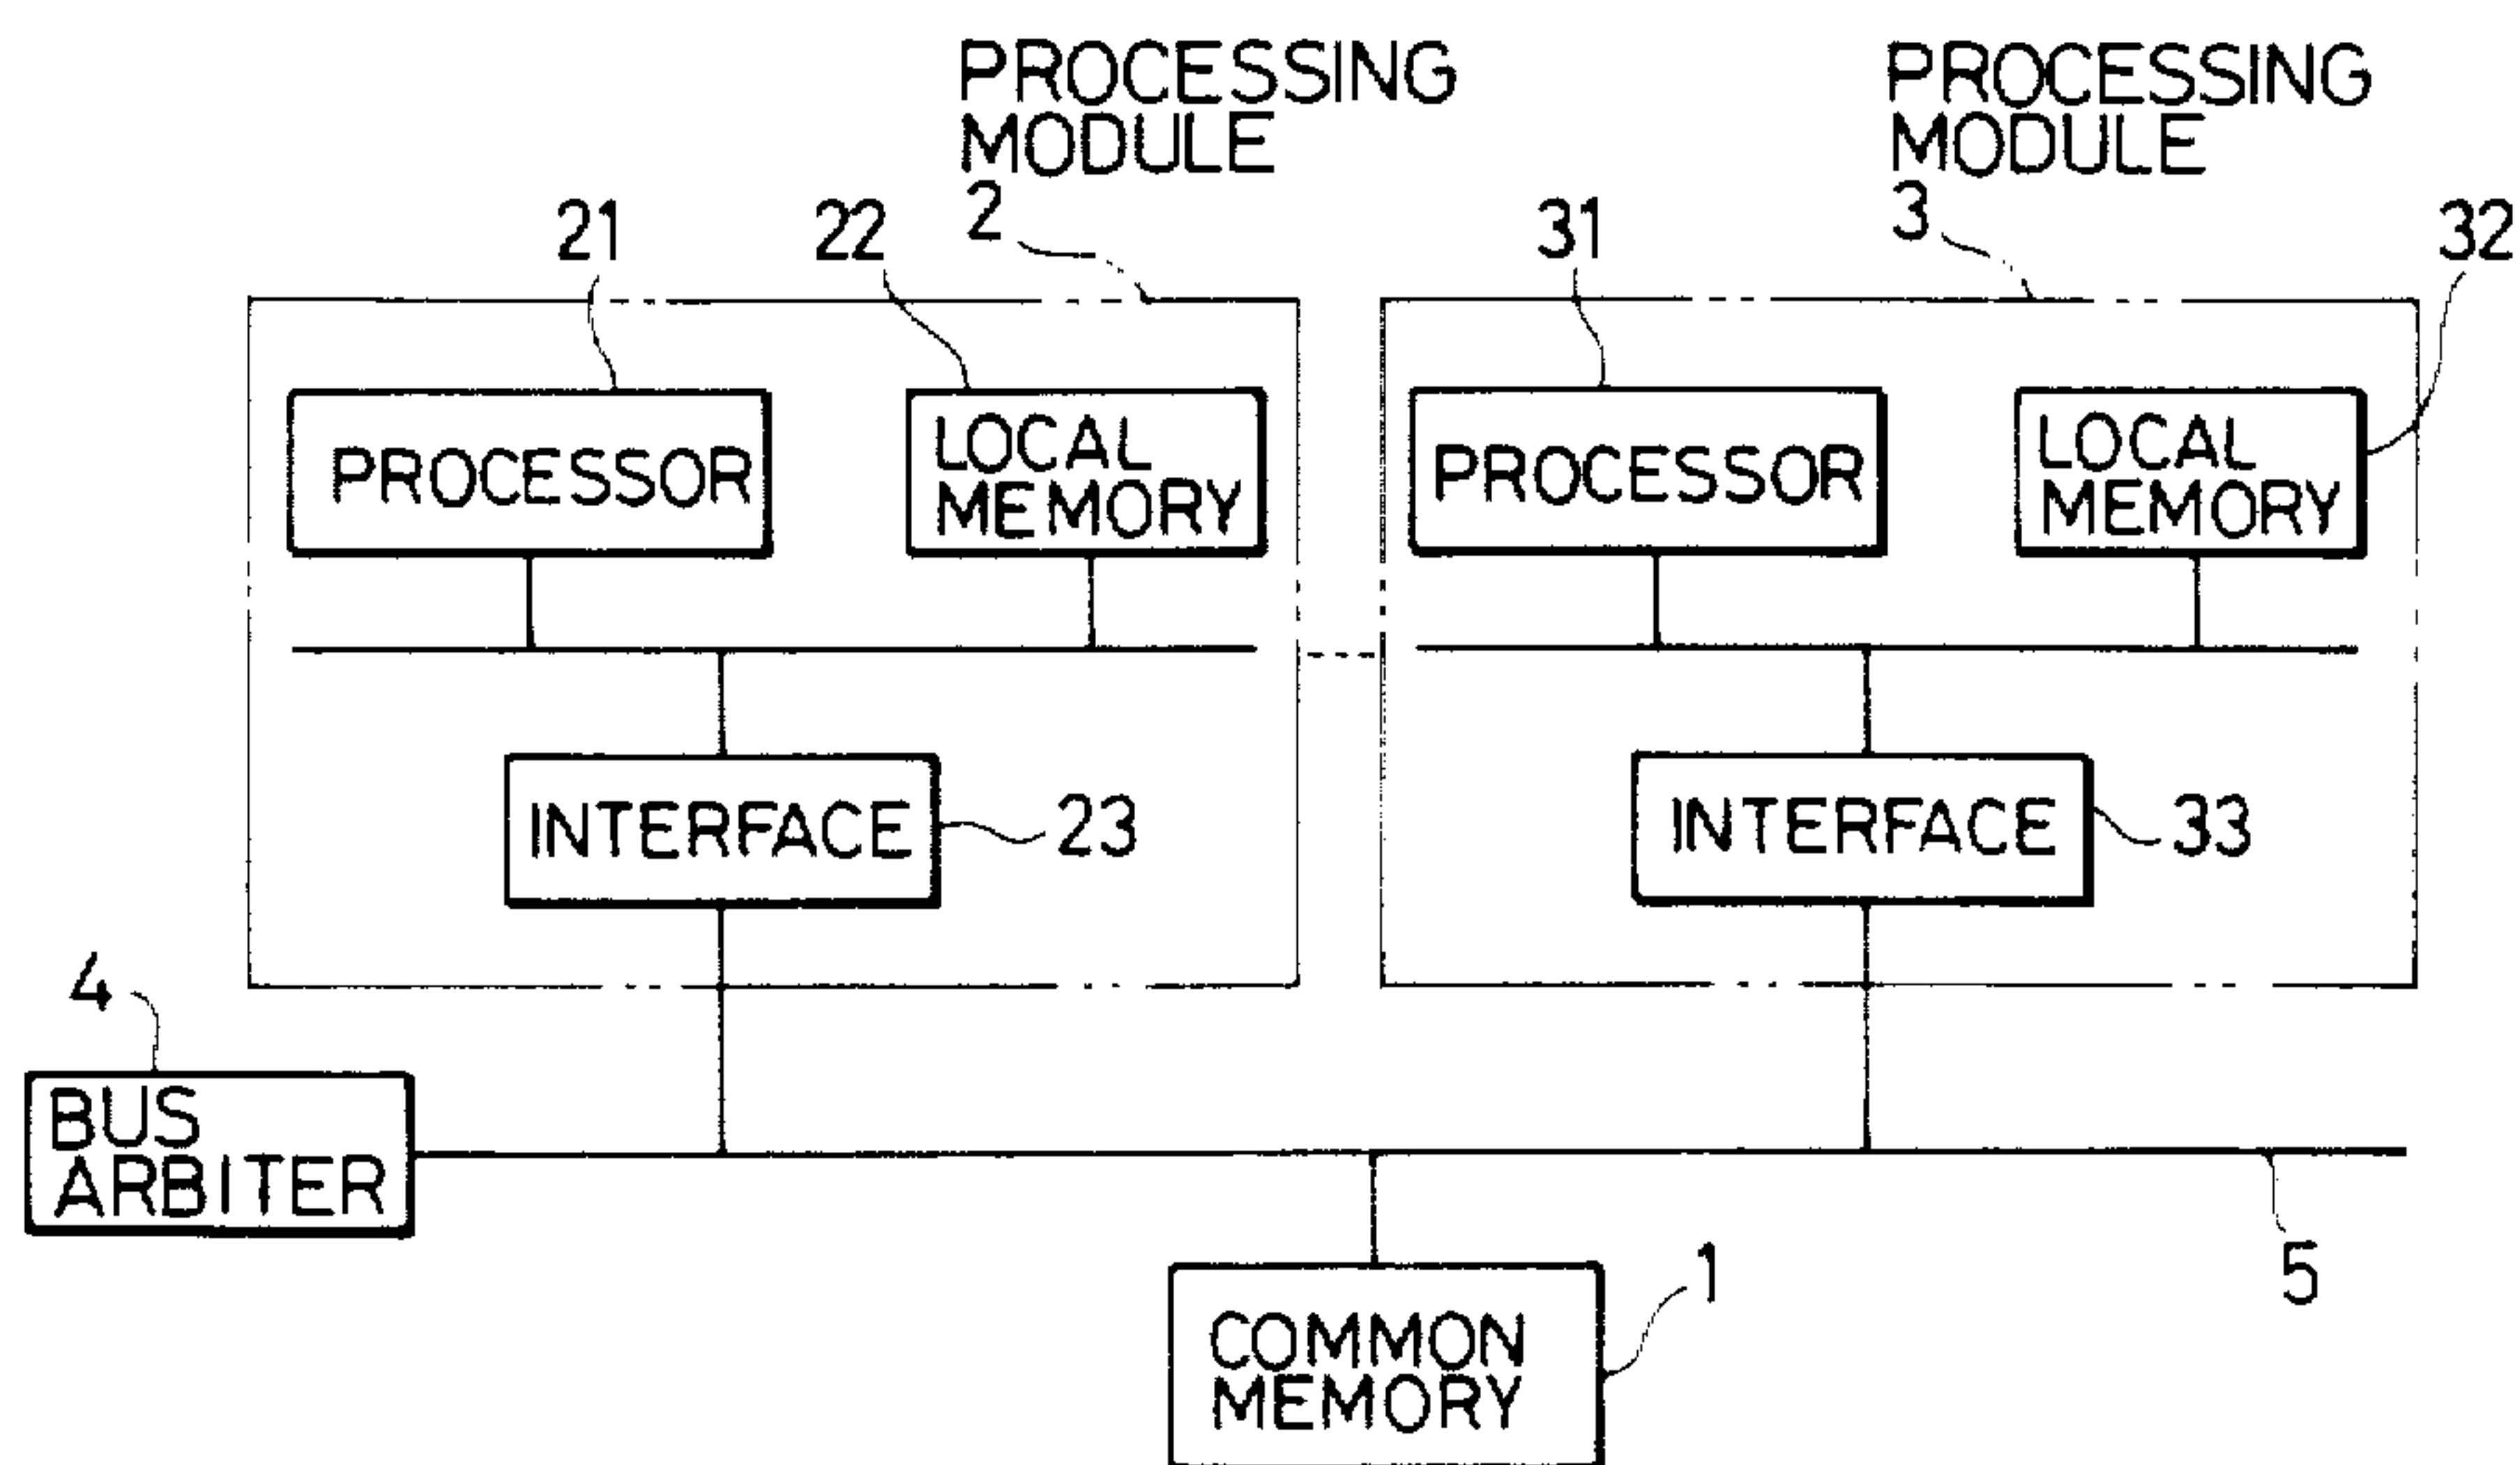 PROCESSING
MODULE
2
PROCESSING
MODULE
3
21
22
31
32
PROCESSOR
LOCAL
MEMORY
PROCESSOR
LOCAL
MEMORY
INTERFACE
23
INTERFACE
33
4
BUS
ARBITER
5
1
COMMON
MEMORY